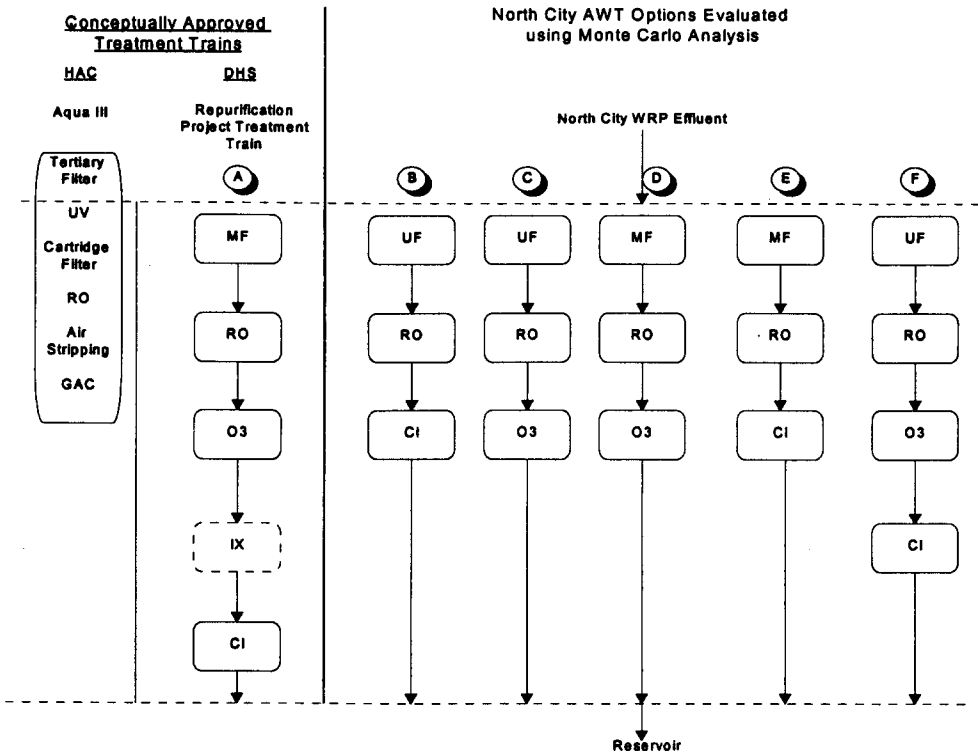 Conceptually Approved
Treatment Trains
HAC
DHS
Aqua III
Repurification
Project Treatment
Train
Tertiary
Filter
UV
Cartridge
Filter
RO
Air
Stripping
GAC
A
MF
RO
O3
IX
Cl
North City AWT Options Evaluated
using Monte Carlo Analysis
North City WRP Effluent
B
C
D
E
F
UF
UF
MF
MF
UF
RO
RO
RO
RO
RO
Cl
O3
O3
Cl
O3
Cl
Reservoir